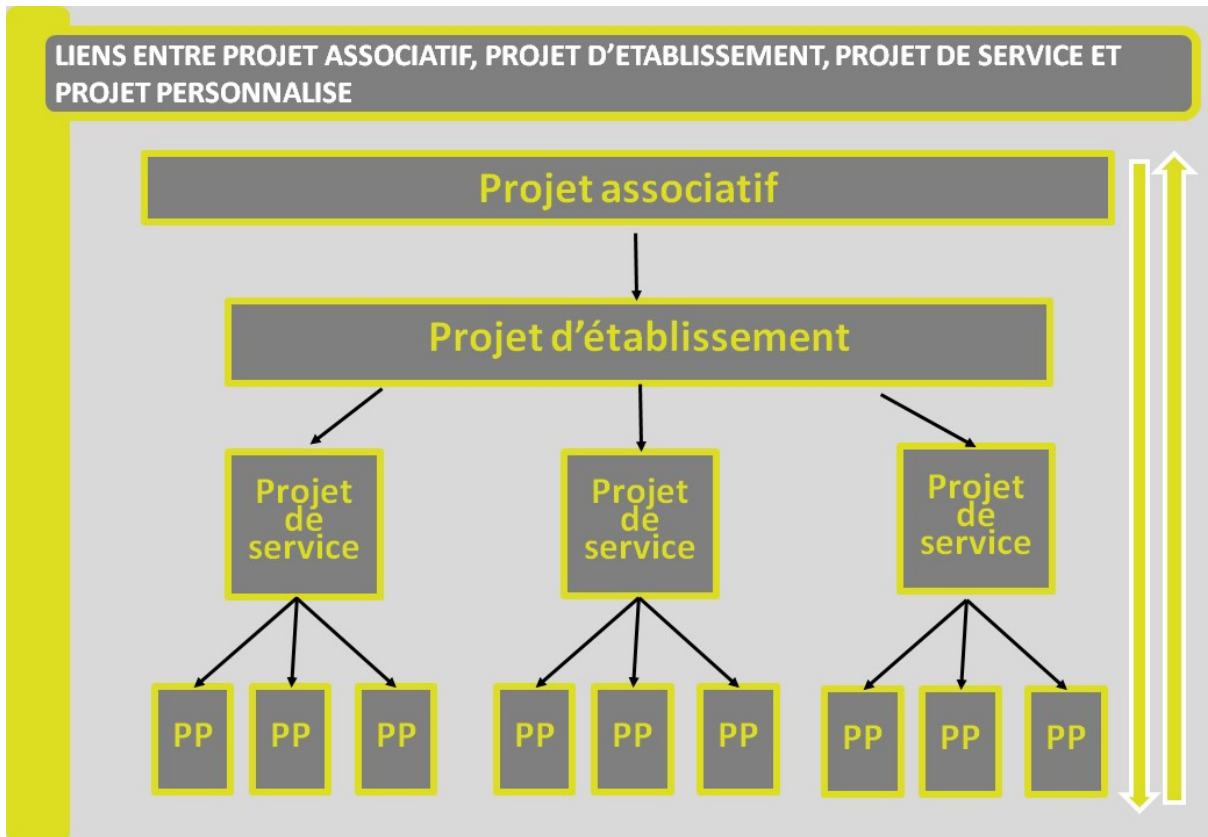 LIENS ENTRE PROJET ASSOCIATIF, PROJET D'ETABLISSEMENT, PROJET DE SERVICE ET
PROJET PERSONNALISE
Projet associatif
Projet d'établissement
Projet
de
service
Projet
de
service
Projet
de
service
PP
PP
PP
PP
PP
PP
PP
PP
PP